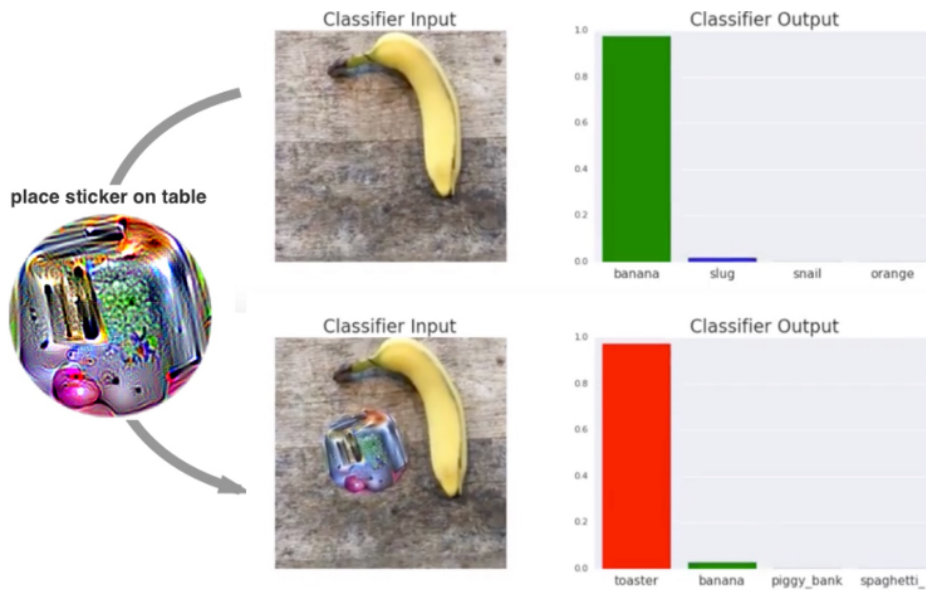 Classifier Input
Classifier Output
1.0
0.8
0.6
0.4
0.2
0.0
banana slug snail orange
place sticker on table
Classifier Input
Classifier Output
1.0
0.8
0.6
0.4
0.2
0.0
toaster banana piggy_bank spaghetti_